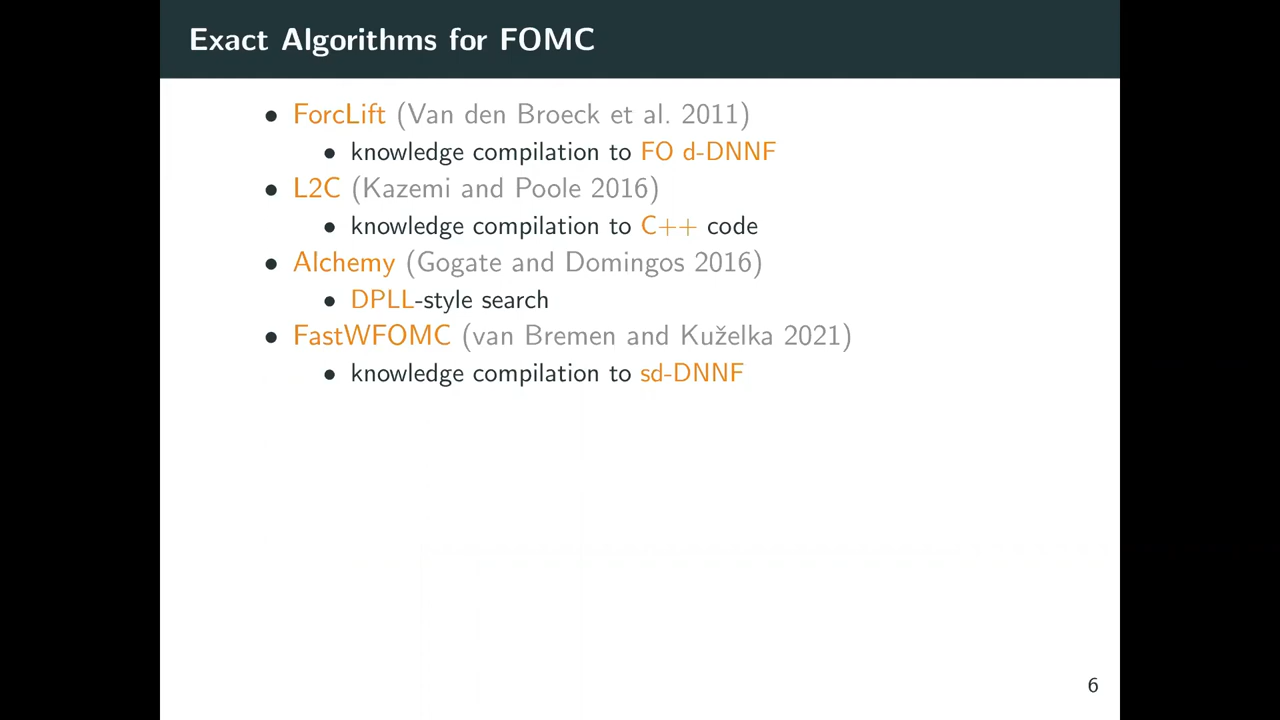 Exact Algorithms for FOMC
• ForcLift (Van den Broeck et al. 2011)
• knowledge compilation to FO d-DNNF
• L2C (Kazemi and Poole 2016)
• knowledge compilation to C++ code
• Alchemy (Gogate and Domingos 2016)
• DPLL-style search
• FastWFOMC (van Bremen and Kuželka 2021)
• knowledge compilation to sd-DNNF
6